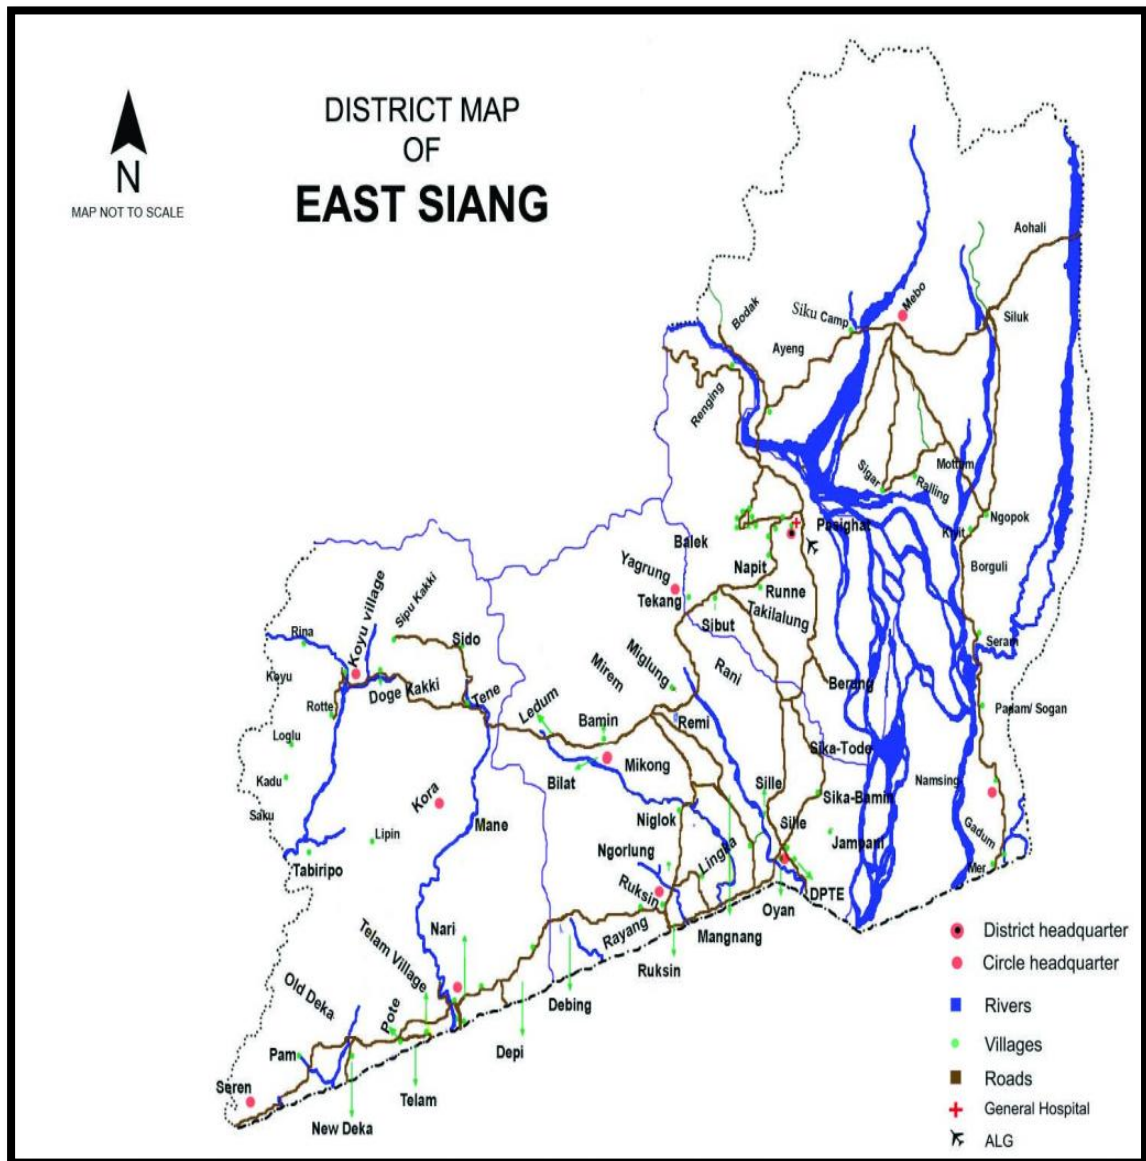 DISTRICT MAP
OF
EAST SIANG
N
MAP NOT TO SCALE
Aohali
Bodak
Siku Camp
Mebo
Siluk
Ayeng
Renging
Mottum
Sigar
Ralling
Ngopok
Kiyit
Pasighat
Balek
Borguli
Napit
Yagrung
Tekang
Runne
Sibut
Takilalung
Seram
Koyu village
Sipu Kakki
Rina
Sido
Miglung
Mirem
Rani
Koyu
Doge Kakki
Tene
Berung
Rotte
Ledum
Bamin
Remi
Papam/ Sogan
Loglu
Sika-Tode
Mikong
Bilat
Kadu
Kora
Namsing
Sille
Sika-Bamin
Saku
Mane
Niglok
Sille
Gadum
Lipin
Lingka
Jampani
Tabiripo
Ngorlung
Mer
Ruksin
DPTE
Oyan
Nari
Rayang
Mangnang
Telam Village
Ruksin
Old Deka
Debing
Pote
Depi
Pam
Seren
Telam
New Deka
District headquarter
Circle headquarter
Rivers
Villages
Roads
General Hospital
ALG